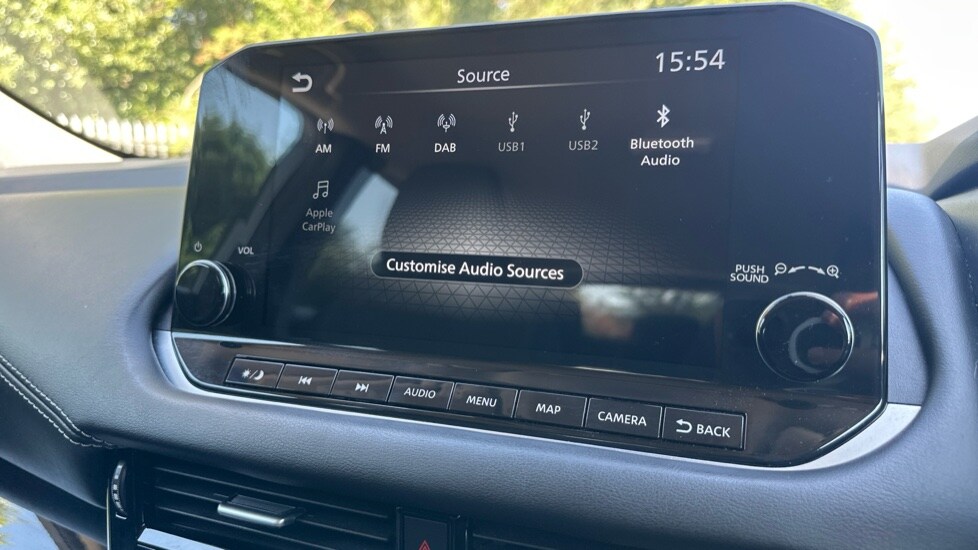 Source
15:54
AM
FM
DAB
USB1
USB2
Bluetooth
Audio
Apple
CarPlay
Customise Audio Sources
VOL
PUSH
SOUND
AUDIO
MENU
MAP
CAMERA
BACK